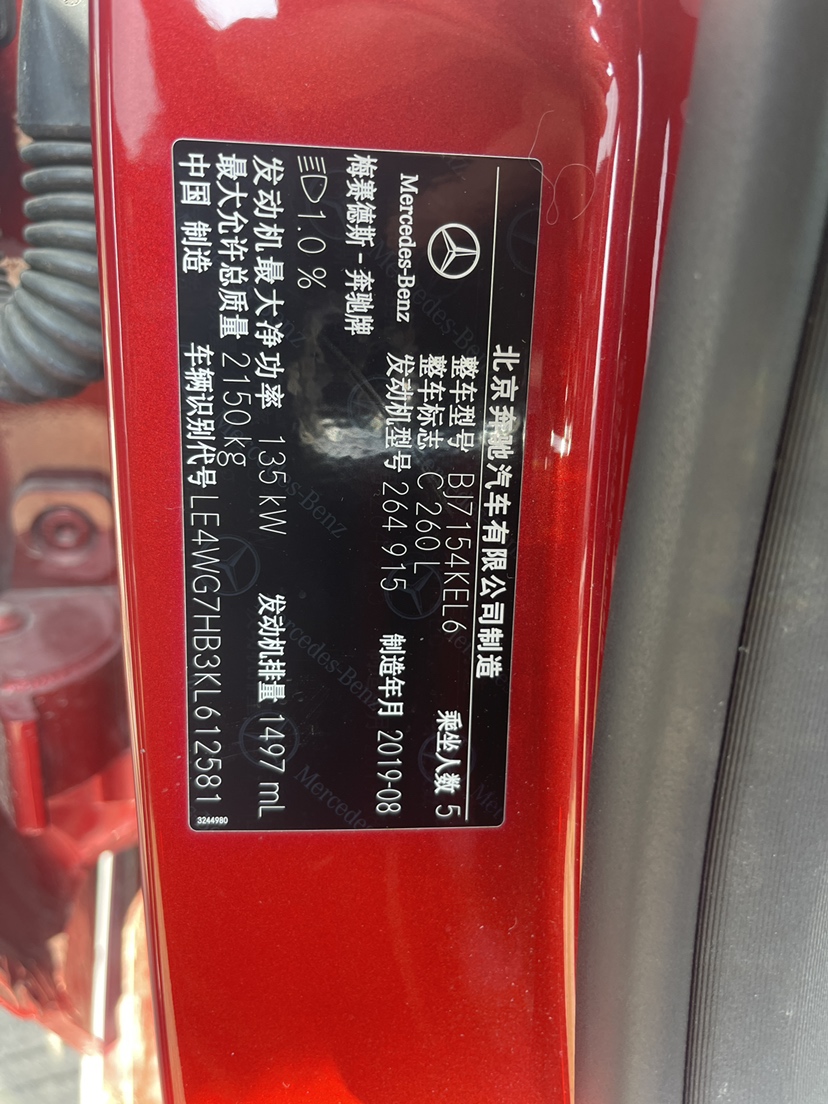 北京奔驰汽车有限公司制造
Mercedes-Benz
梅赛德斯-奔驰牌
整车型号 BJ7154KEL6 乘坐人数 5
整车标志 C 260 L
发动机型号 264 915 制造年月 2019-08
1.0 %
发动机最大净功率 135 kW 发动机排量 1497 mL
最大允许总质量 2150 kg
中国 制造 车辆识别代号 LE4WG7HB3KL612581
3244980